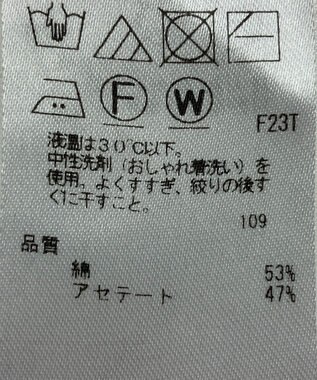 F W
F23T
液温は30℃以下。
中性洗剤（おしゃれ着洗い）を
使用。よくすすぎ、絞りの後す
ぐに干すこと。
109
品質
綿 53%
アセテート 47%